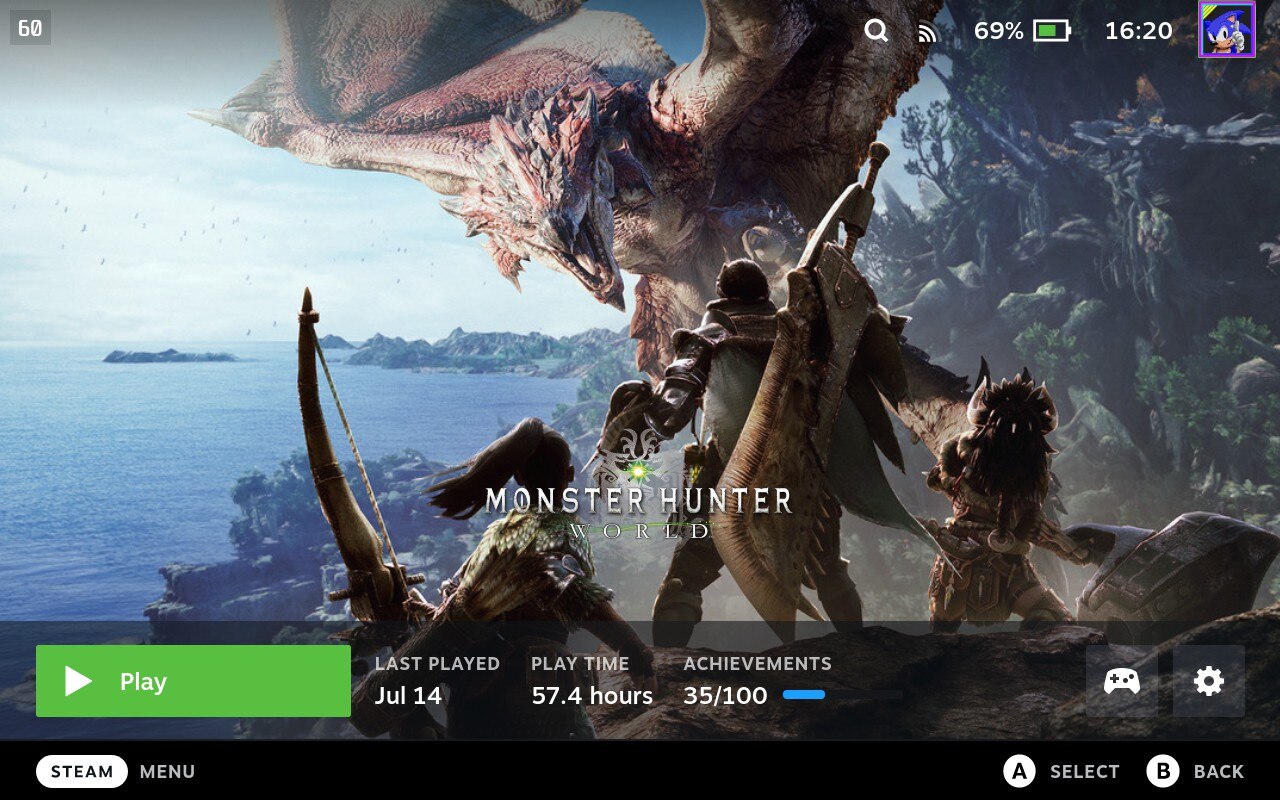 60
69%
16:20
MONSTER HUNTER
WORLD
Play
LAST PLAYED
Jul 14
PLAY TIME
57.4 hours
ACHIEVEMENTS
35/100
STEAM MENU
A SELECT B BACK